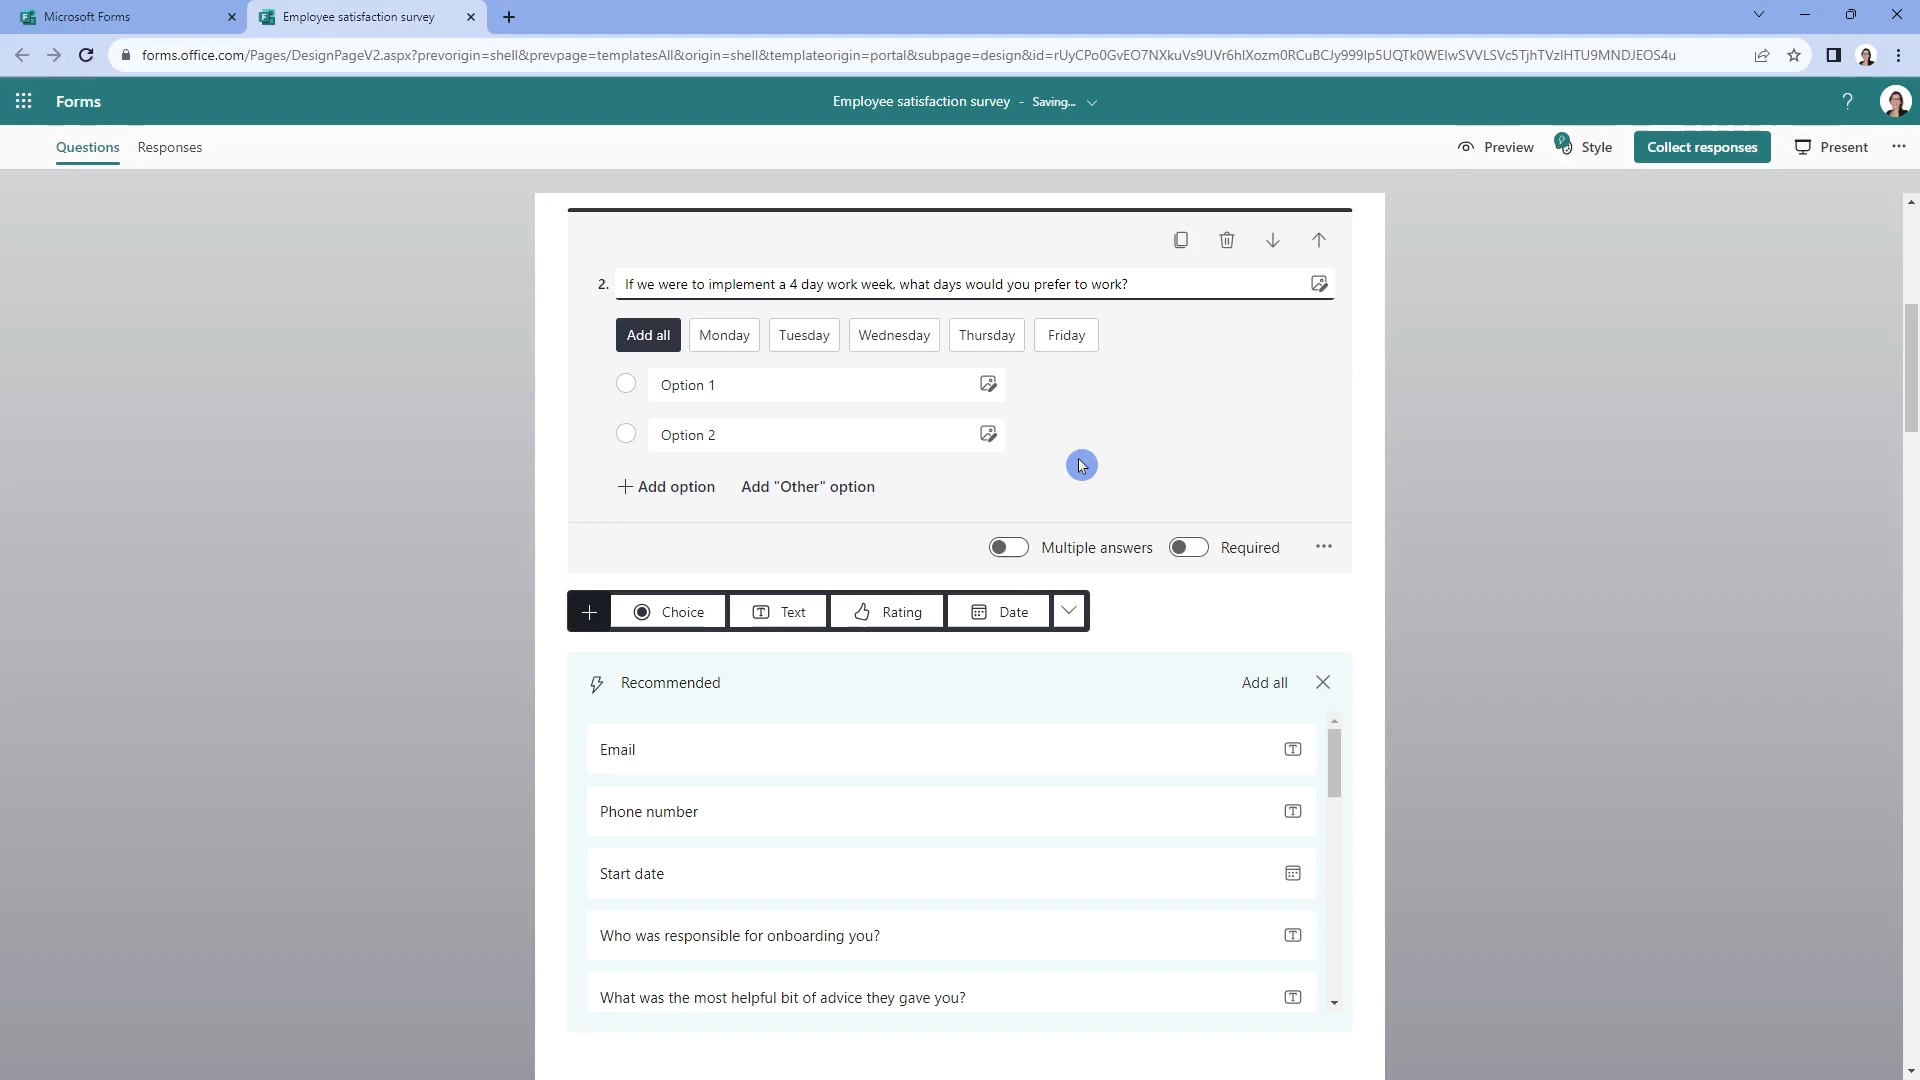 Microsoft Forms
Employee satisfaction survey
forms.office.com/Pages/DesignPageV2.aspx?prevorigin=shell&prevpage=templatesAll&origin=shell&templateorigin=portal&subpage=design&id=rUyCPo0GvEO7NXkuVs9UVr6hlXozm0RCuBCJy999lp5UQTk0WElwSVVLSVc5TjhTVzlHTU9MNDJEOS4u
Forms
Employee satisfaction survey - Saving...
?
Questions
Responses
Preview
Style
Collect responses
Present
2. If we were to implement a 4 day work week, what days would you prefer to work?
Add all
Monday
Tuesday
Wednesday
Thursday
Friday
Option 1
Option 2
Add option
Add "Other" option
Multiple answers
Required
Choice
Text
Rating
Date
Recommended
Add all
Email
Phone number
Start date
Who was responsible for onboarding you?
What was the most helpful bit of advice they gave you?